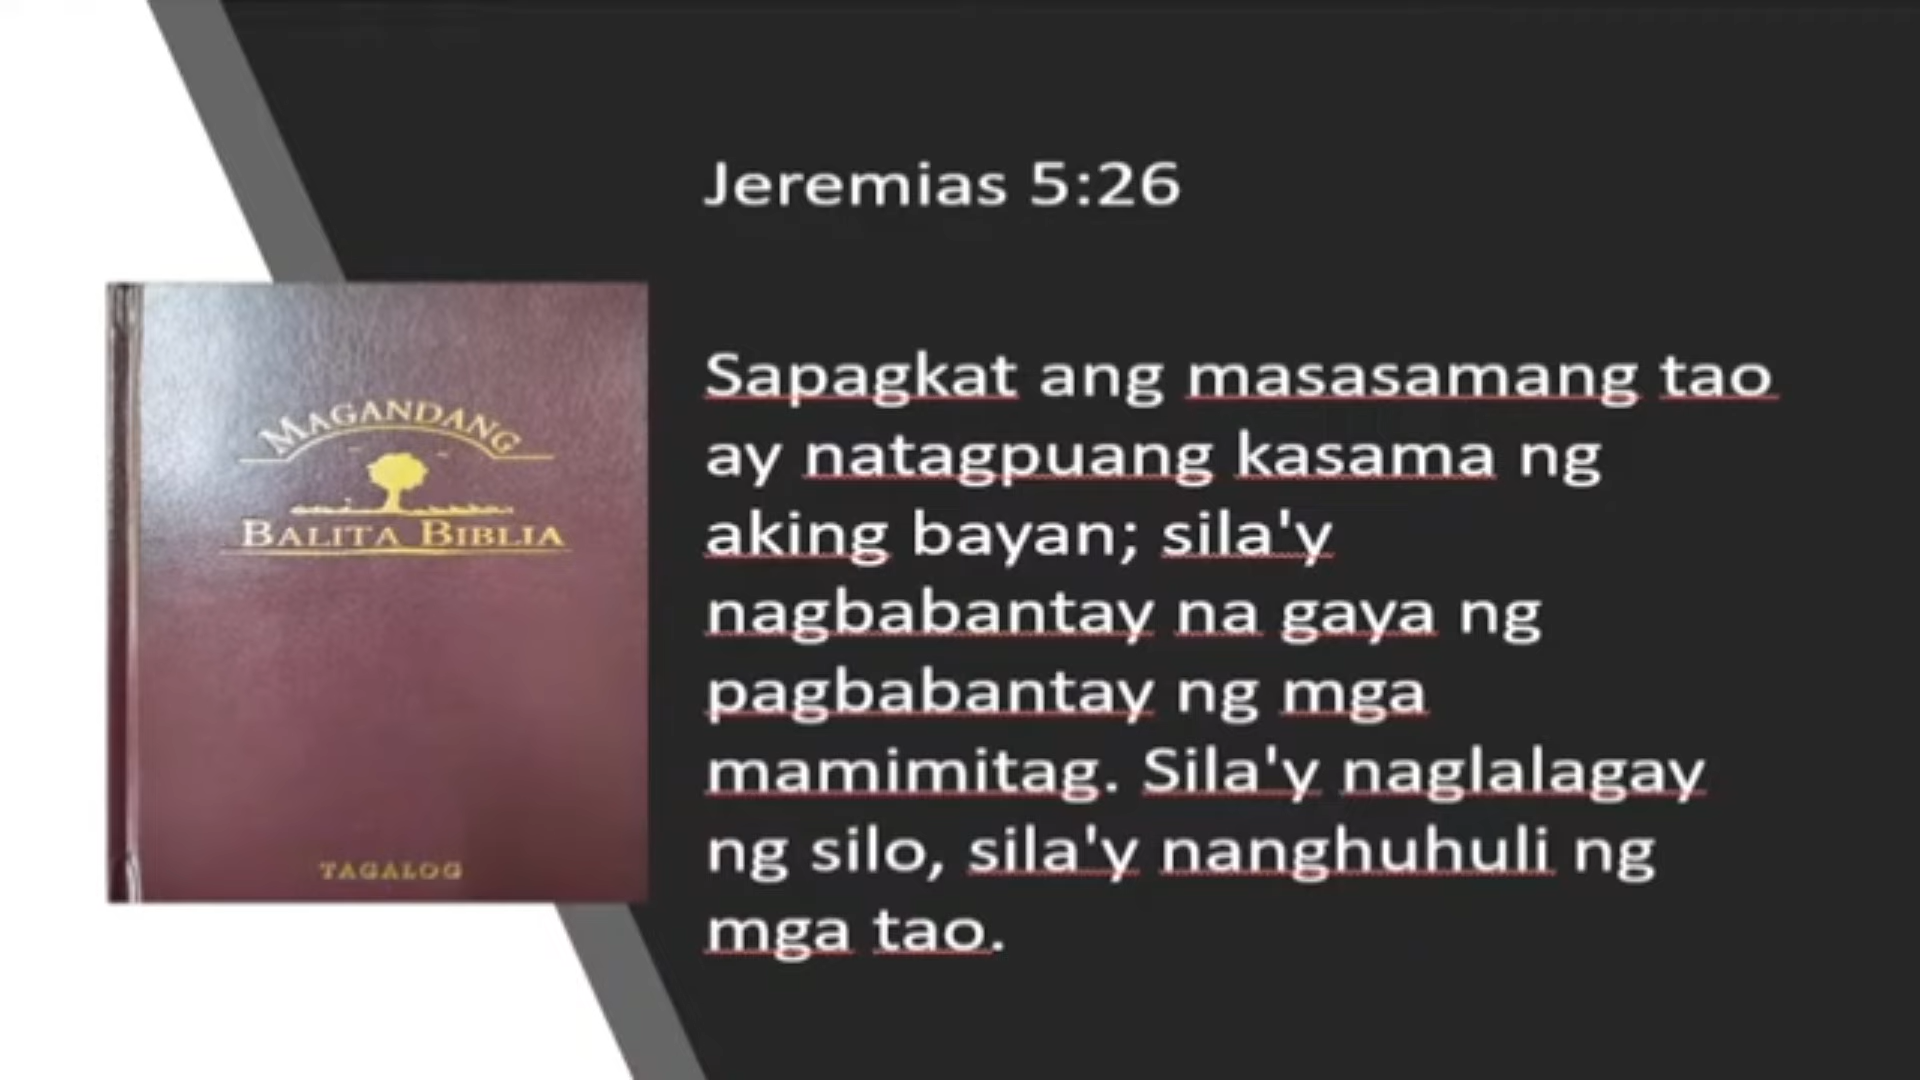 Jeremias 5:26
Sapagkat ang masasamang tao
ay natagpuang kasama ng
aking bayan; sila'y
nagbabantay na gaya ng
pagbabantay ng mga
mamimitag. Sila'y naglalagay
ng silo, sila'y nanghuhuli ng
mga tao.
MAGANDANG
BALITA BIBLIA
TAGALOG